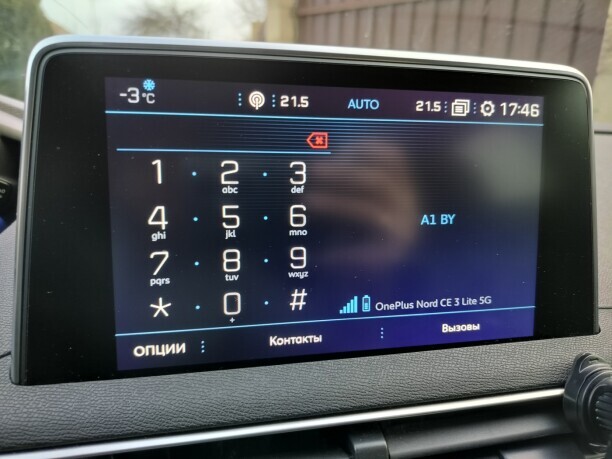 -3°C 21.5 AUTO 21.5 17:46
1 2 3
abc def
A1 BY
4 5 6
ghi jkl mno
7 8 9
pqrs tuv wxyz
* 0 #
+
OnePlus Nord CE 3 Lite 5G
ОПЦИИ Контакты Вызовы